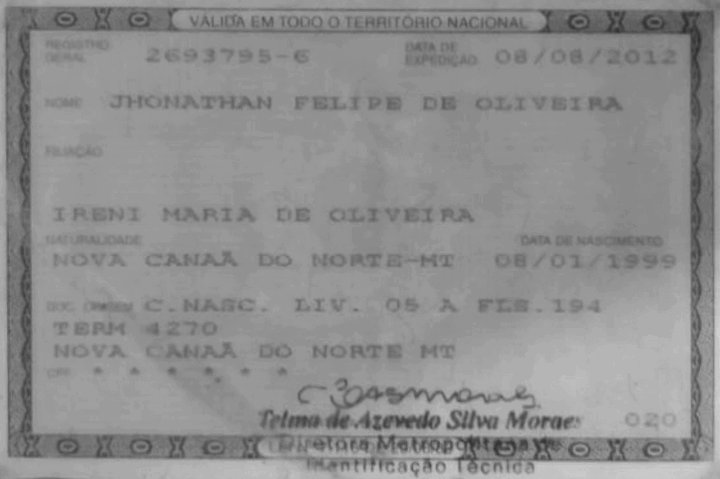 VÁLIDA EM TODO O TERRITÓRIO NACIONAL
REGISTRO GERAL 2693795-6 DATA DE EXPEDIÇÃO 08/08/2012
NOME JHONATHAN FELIPE DE OLIVEIRA
FILIAÇÃO
IRENI MARIA DE OLIVEIRA
NATURALIDADE DATA DE NASCIMENTO
NOVA CANAÃ DO NORTE-MT 08/01/1999
DOC. ORIGEM C.NASC. LIV. 05 A FLS.194
TERM 4270
NOVA CANAÃ DO NORTE MT
CPF * * * * * *
Telma de Azevedo Silva Moraes 020
Diretora Metropolitana de
Identificação Técnica